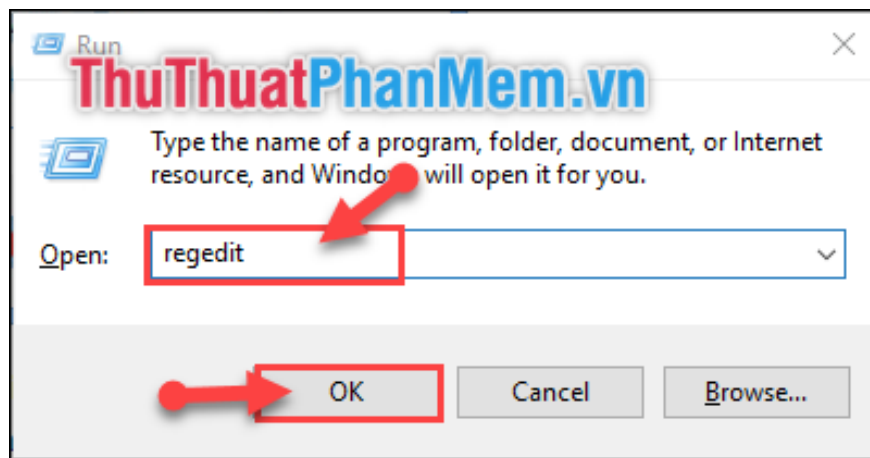 Run
ThuThuatPhanMem.vn
Type the name of a program, folder, document, or Internet
resource, and Windows will open it for you.
Open: regedit
OK Cancel Browse...